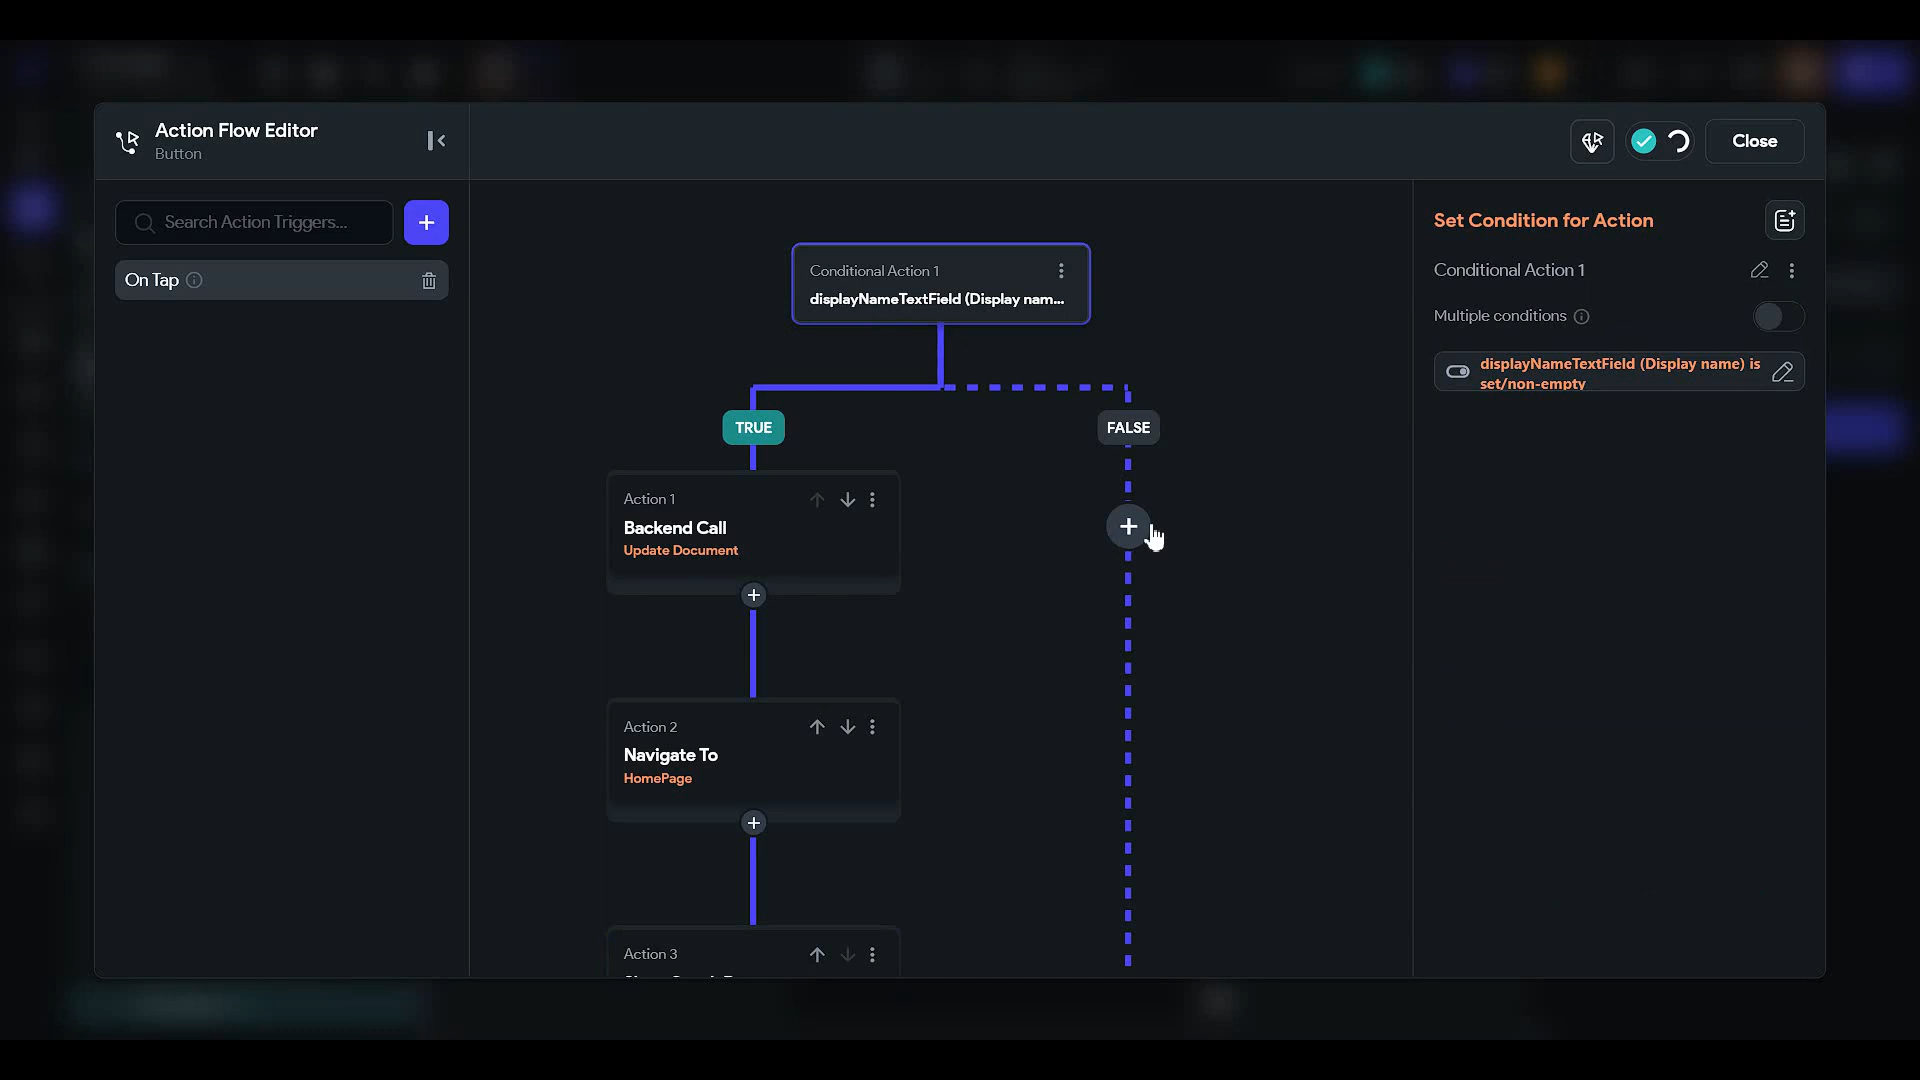 Action Flow Editor
Button
Close
Search Action Triggers...
On Tap
Conditional Action 1
displayNameTextField (Display nam...
TRUE
FALSE
Action 1
Backend Call
Update Document
Action 2
Navigate To
HomePage
Action 3
Set Condition for Action
Conditional Action 1
Multiple conditions
displayNameTextField (Display name) is
set/non-empty